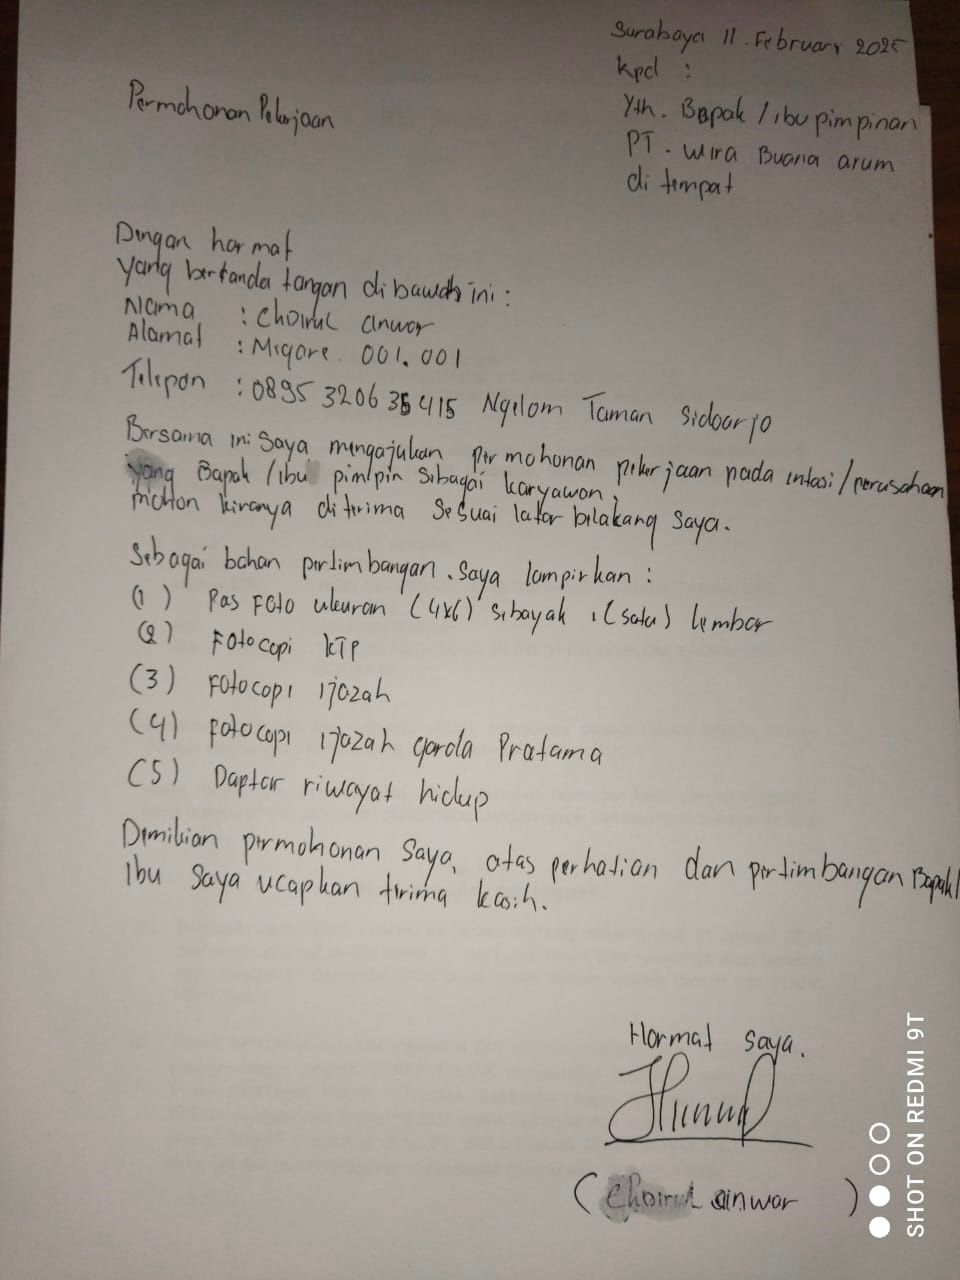 Surabaya 11. Februari 2025
Kpd :
Permohonan Pekerjaan
Yth. Bapak / ibu pimpinan
PT. Wira Buana arum
di tempat
Dengan hormat
yang bertanda tangan dibawah ini :
Nama : Choirul anwar
Alamat : Megare 001.001
Telepon : 0895 3206 35 415 Ngelom Taman Sidoarjo
Bersama ini saya mengajukan permohonan pekerjaan pada intasi/perusahaan
yang Bapak /ibu pimipin sebagai karyawan,
mohon kiranya diterima sesuai latar belakang saya.
Sebagai bahan pertimbangan. saya lampirkan :
(1) Pas Foto ukuran (4x6) sebayak 1(satu) lembar
(2) Fotocopi KTP
(3) Fotocopi ijazah
(4) Fotocopi ijazah garda Pratama
(5) Daptar riwayat hidup
Demikian permohonan saya, atas perhatian dan pertimbangan Bapak/
Ibu saya ucapkan terima kasih.
Hormat saya.
(Choirul anwar)
SHOT ON REDMI 9T